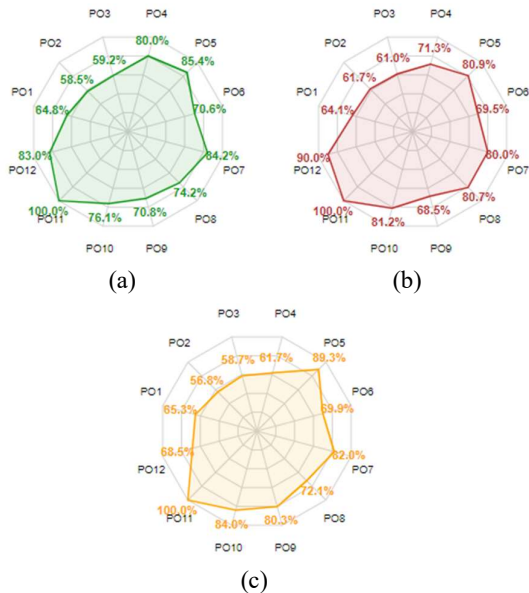 PO3 PO4 PO3 PO4
80.0%
PO2 PO5 PO2 71.3% PO5
59.2% 85.4% 61.0% 80.9%
58.5% 61.7%
PO1 PO6 PO1 PO6
64.8% 70.6% 64.1% 69.5%
83.0% 84.2% 90.0% 80.0%
PO12 PO7 PO12 PO7
74.2% 80.7%
100.0% 76.1% 70.8% 100.0% 81.2% 68.5%
PO11 PO8 PO11 PO8
PO10 PO9 PO10 PO9
(a) (b)
PO3 PO4
PO2 PO5
58.7% 61.7% 89.3%
56.8%
PO1 PO6
65.3% 69.9%
68.5% 82.0%
PO12 PO7
72.1%
100.0% 84.0% 80.3%
PO11 PO8
PO10 PO9
(c)